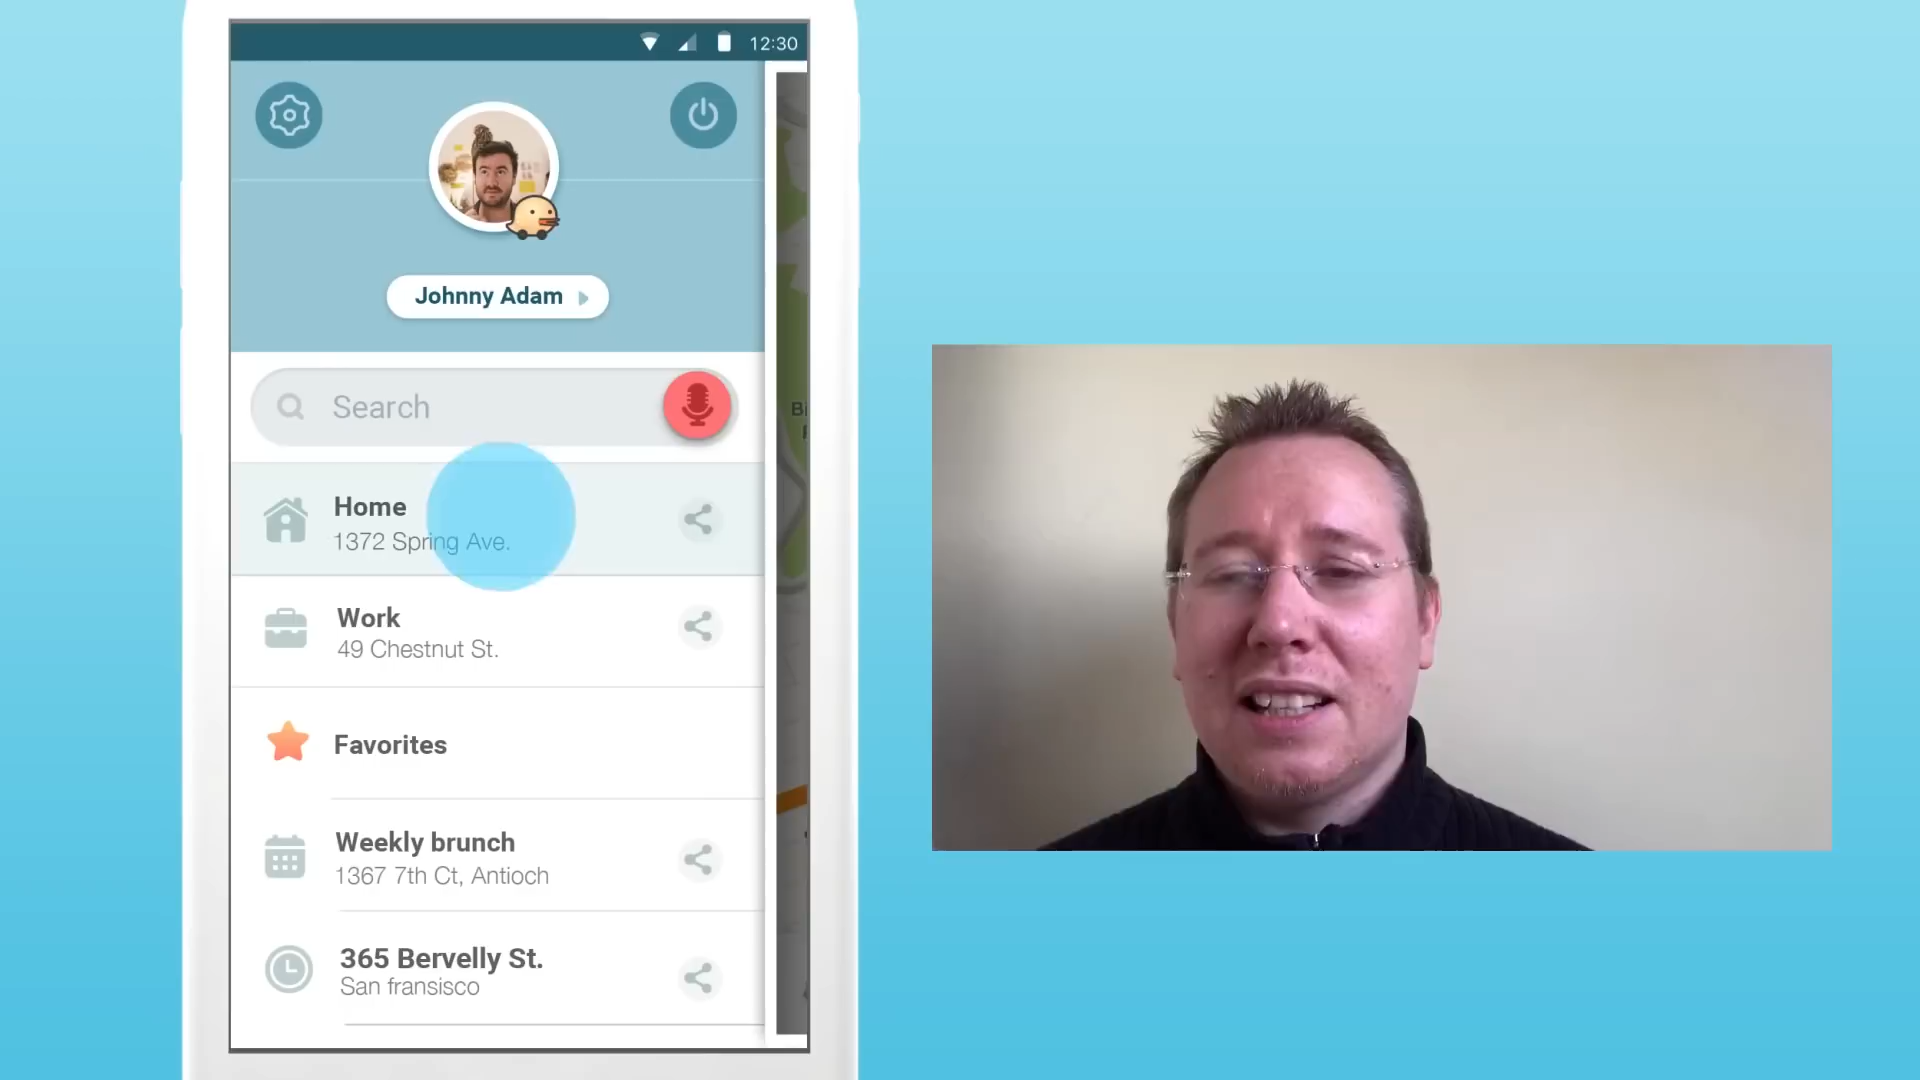 12:30
Johnny Adam
Search
Home
1372 Spring Ave.
Work
49 Chestnut St.
Favorites
Weekly brunch
1367 7th Ct, Antioch
365 Bervelly St.
San fransisco